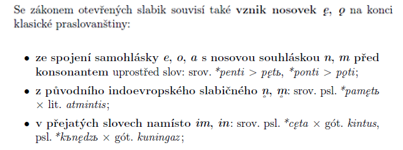 Se zákonem otevřených slabik souvisí také vznik nosovek ę, ǫ na konci
klasické praslovanštiny:
• ze spojení samohlásky e, o, a s nosovou souhláskou n, m před
konsonantem uprostřed slov: srov. *penti > pętь, *ponti > pǫti;
• z původního indoevropského slabičného n̥, m̥: srov. psl. *pamętь
× lit. atmintis;
• v přejatých slovech namísto im, in: srov. psl. *cęta × gót. kintus,
psl. *kъnędzь × gót. kuningaz;